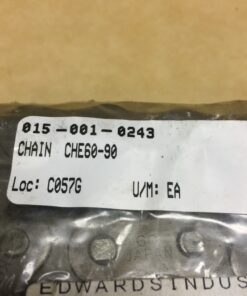 015-001-0243
CHAIN CHE60-90
Loc: C057G U/M: EA
EDWARDSINDUS